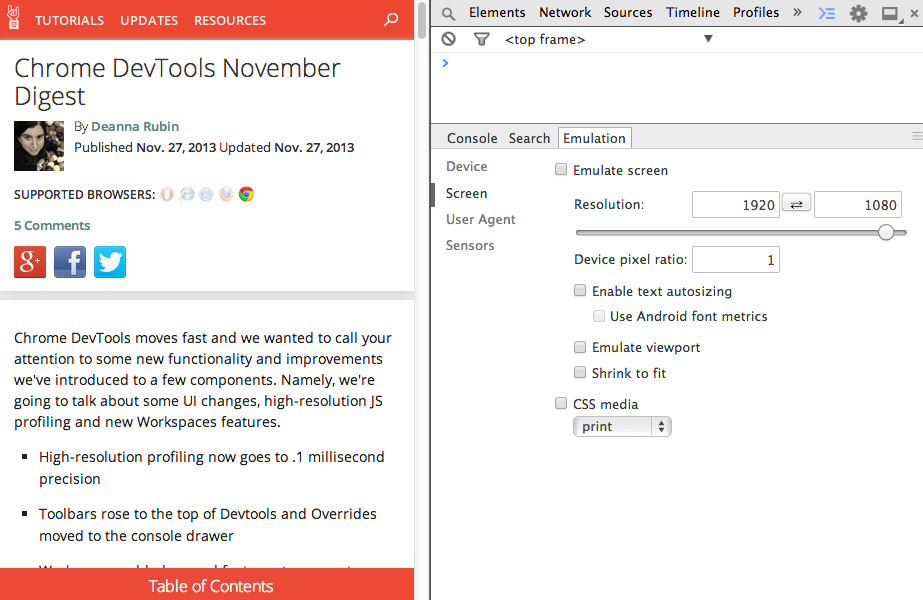 TUTORIALS UPDATES RESOURCES
Chrome DevTools November
Digest
By Deanna Rubin
Published Nov. 27, 2013 Updated Nov. 27, 2013
SUPPORTED BROWSERS:
5 Comments
g+ f
Chrome DevTools moves fast and we wanted to call your
attention to some new functionality and improvements
we've introduced to a few components. Namely, we're
going to talk about some UI changes, high-resolution JS
profiling and new Workspaces features.
High-resolution profiling now goes to .1 millisecond
precision
Toolbars rose to the top of Devtools and Overrides
moved to the console drawer
Table of Contents
Elements Network Sources Timeline Profiles »
<top frame>
Console Search Emulation
Device
Screen
User Agent
Sensors
Emulate screen
Resolution: 1920 1080
Device pixel ratio: 1
Enable text autosizing
Use Android font metrics
Emulate viewport
Shrink to fit
CSS media
print